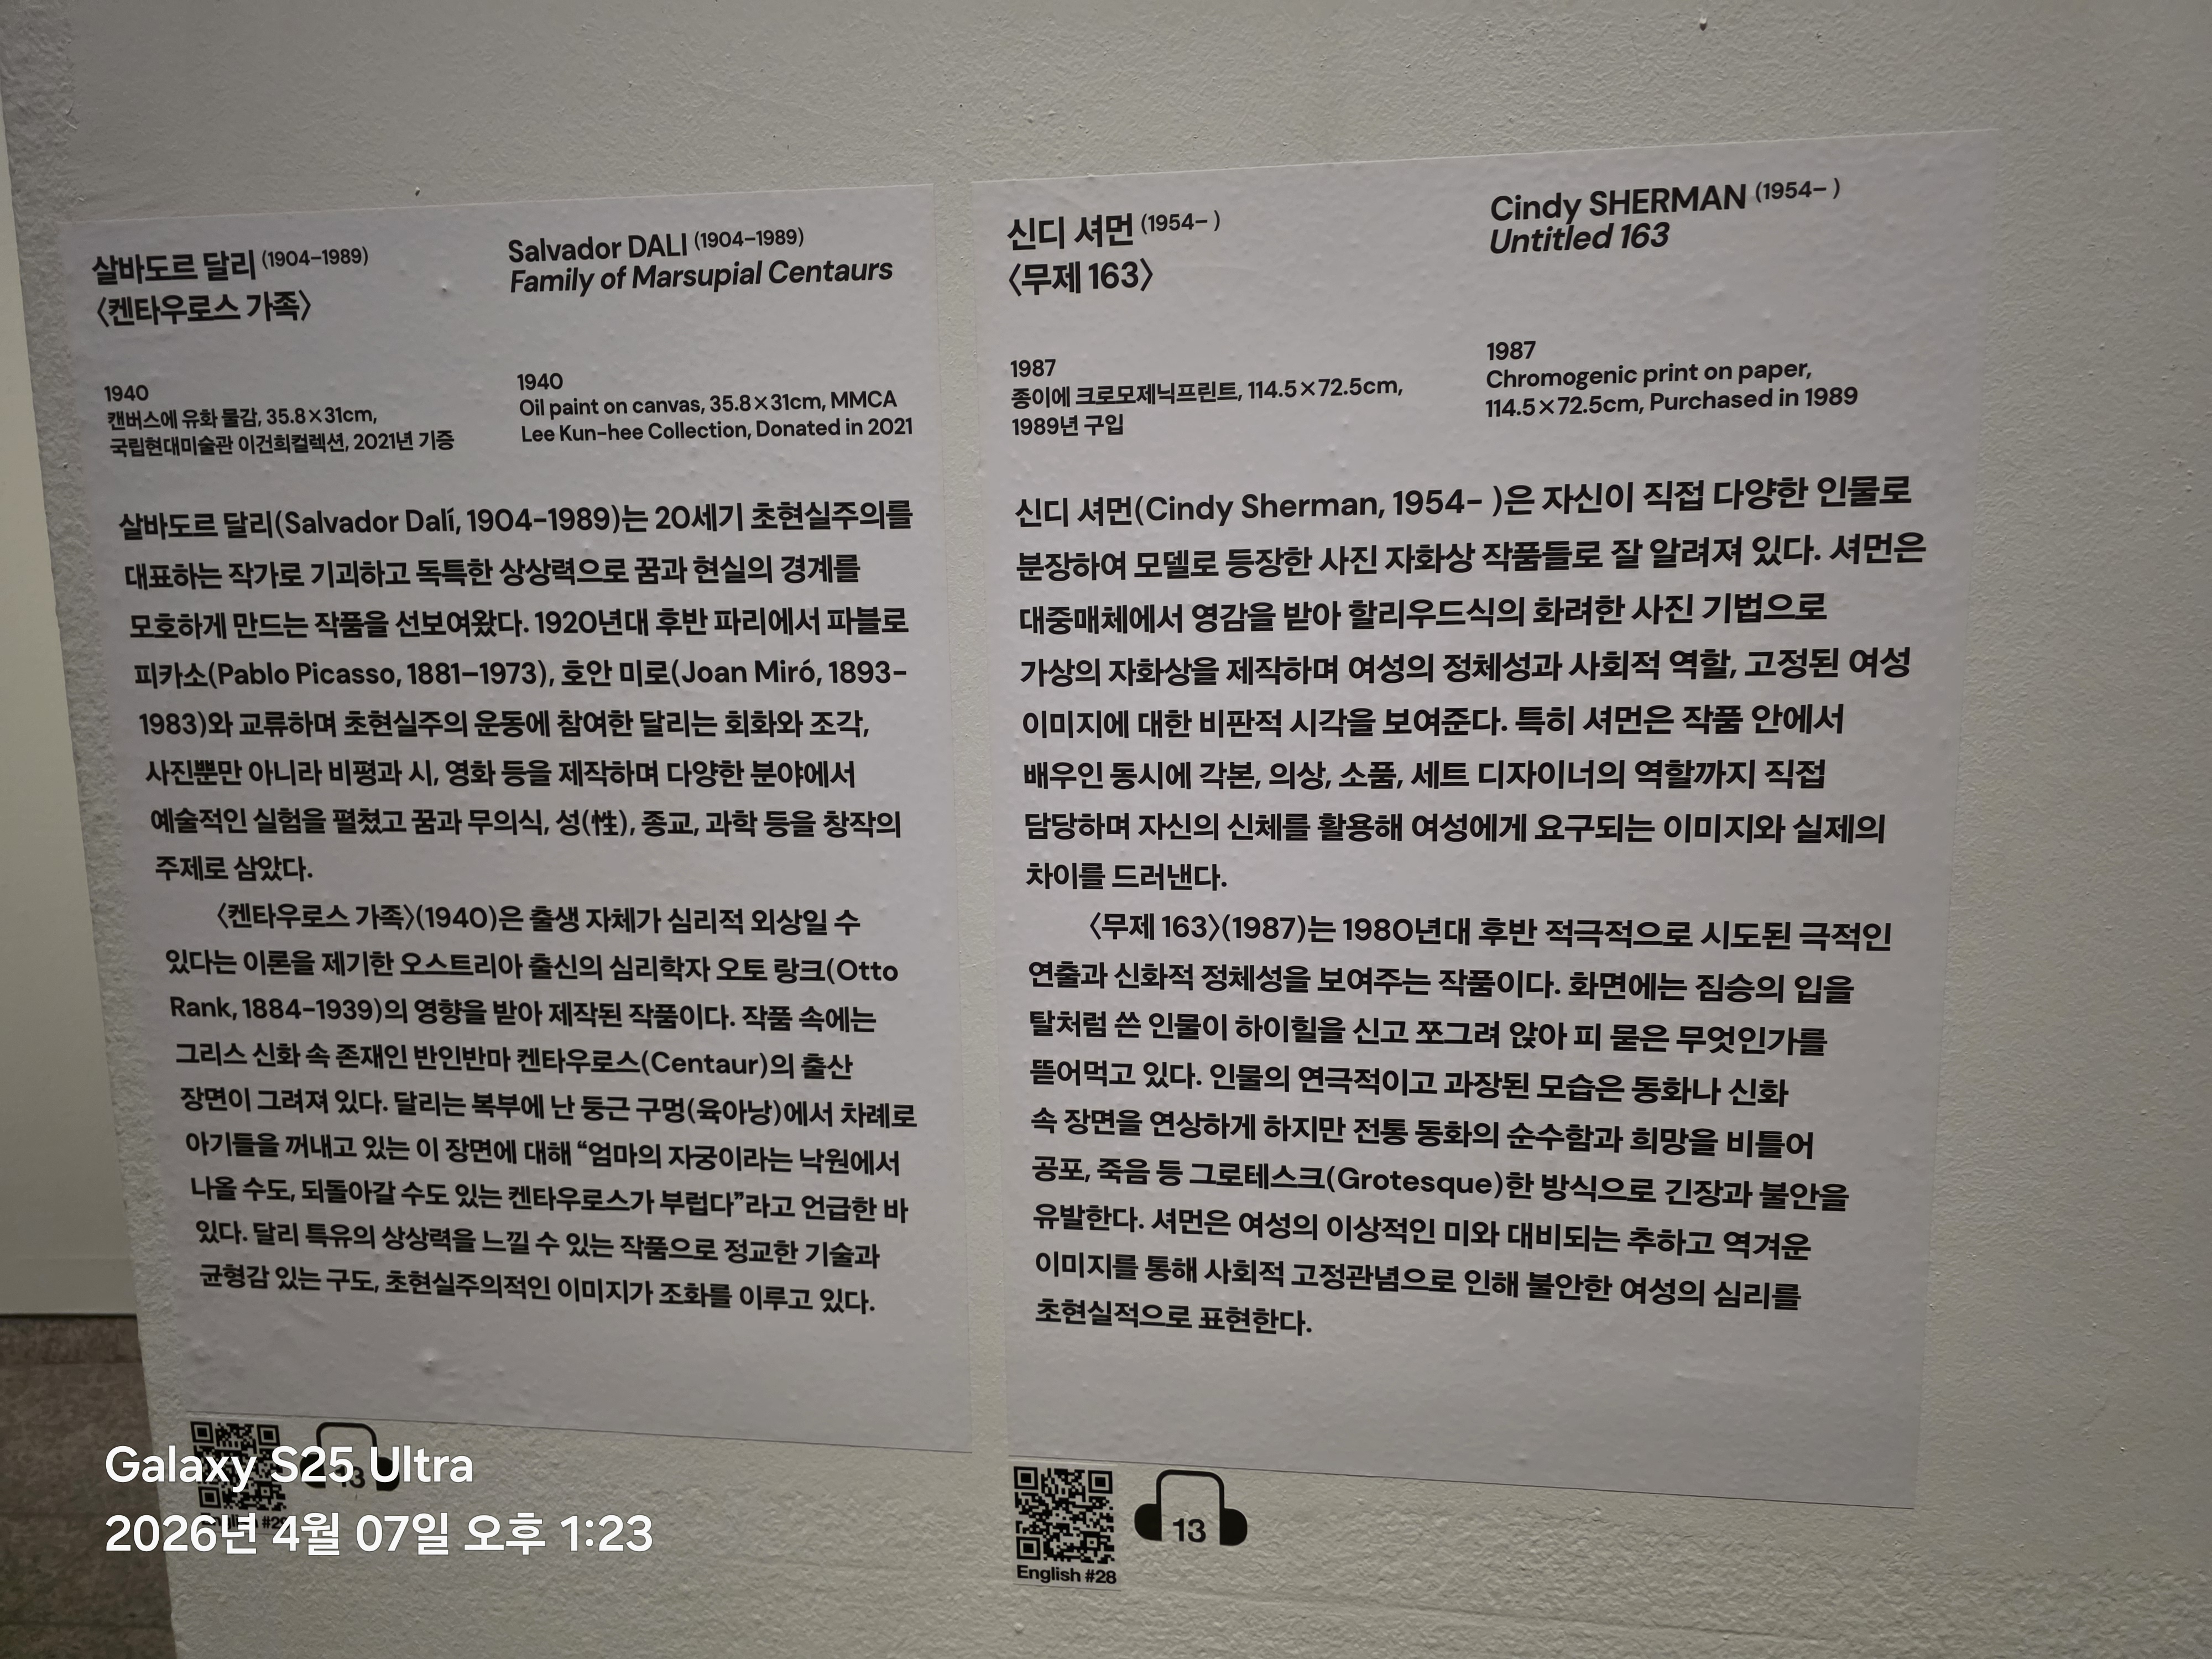 살바도르 달리 (1904–1989)
〈켄타우로스 가족〉
Salvador DALI (1904–1989)
Family of Marsupial Centaurs
1940
캔버스에 유화 물감, 35.8×31cm,
국립현대미술관 이건희컬렉션, 2021년 기증
1940
Oil paint on canvas, 35.8×31cm, MMCA
Lee Kun-hee Collection, Donated in 2021
살바도르 달리(Salvador Dalí, 1904-1989)는 20세기 초현실주의를
대표하는 작가로 기괴하고 독특한 상상력으로 꿈과 현실의 경계를
모호하게 만드는 작품을 선보여왔다. 1920년대 후반 파리에서 파블로
피카소(Pablo Picasso, 1881–1973), 호안 미로(Joan Miró, 1893-
1983)와 교류하며 초현실주의 운동에 참여한 달리는 회화와 조각,
사진뿐만 아니라 비평과 시, 영화 등을 제작하며 다양한 분야에서
예술적인 실험을 펼쳤고 꿈과 무의식, 성(性), 종교, 과학 등을 창작의
주제로 삼았다.
〈켄타우로스 가족〉(1940)은 출생 자체가 심리적 외상일 수
있다는 이론을 제기한 오스트리아 출신의 심리학자 오토 랑크(Otto
Rank, 1884-1939)의 영향을 받아 제작된 작품이다. 작품 속에는
그리스 신화 속 존재인 반인반마 켄타우로스(Centaur)의 출산
장면이 그려져 있다. 달리는 복부에 난 둥근 구멍(육아낭)에서 차례로
아기들을 꺼내고 있는 이 장면에 대해 “엄마의 자궁이라는 낙원에서
나올 수도, 되돌아갈 수도 있는 켄타우로스가 부럽다”라고 언급한 바
있다. 달리 특유의 상상력을 느낄 수 있는 작품으로 정교한 기술과
균형감 있는 구도, 초현실주의적인 이미지가 조화를 이루고 있다.
13
신디 셔먼 (1954– )
〈무제 163〉
Cindy SHERMAN (1954– )
Untitled 163
1987
종이에 크로모제닉프린트, 114.5×72.5cm,
1989년 구입
1987
Chromogenic print on paper,
114.5×72.5cm, Purchased in 1989
신디 셔먼(Cindy Sherman, 1954- )은 자신이 직접 다양한 인물로
분장하여 모델로 등장한 사진 자화상 작품들로 잘 알려져 있다. 셔먼은
대중매체에서 영감을 받아 할리우드식의 화려한 사진 기법으로
가상의 자화상을 제작하며 여성의 정체성과 사회적 역할, 고정된 여성
이미지에 대한 비판적 시각을 보여준다. 특히 셔먼은 작품 안에서
배우인 동시에 각본, 의상, 소품, 세트 디자이너의 역할까지 직접
담당하며 자신의 신체를 활용해 여성에게 요구되는 이미지와 실제의
차이를 드러낸다.
〈무제 163〉(1987)는 1980년대 후반 적극적으로 시도된 극적인
연출과 신화적 정체성을 보여주는 작품이다. 화면에는 짐승의 입을
탈처럼 쓴 인물이 하이힐을 신고 쪼그려 앉아 피 묻은 무엇인가를
뜯어먹고 있다. 인물의 연극적이고 과장된 모습은 동화나 신화
속 장면을 연상하게 하지만 전통 동화의 순수함과 희망을 비틀어
공포, 죽음 등 그로테스크(Grotesque)한 방식으로 긴장과 불안을
유발한다. 셔먼은 여성의 이상적인 미와 대비되는 추하고 역겨운
이미지를 통해 사회적 고정관념으로 인해 불안한 여성의 심리를
초현실적으로 표현한다.
13
English #28
Galaxy S25 Ultra
2026년 4월 07일 오후 1:23